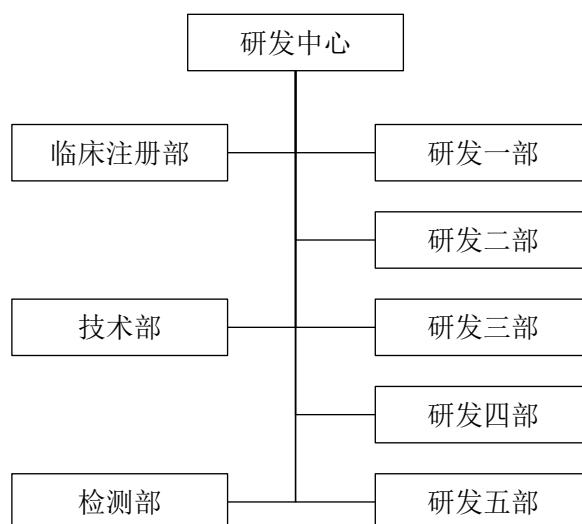 研发中心
临床注册部
研发一部
研发二部
技术部
研发三部
研发四部
检测部
研发五部